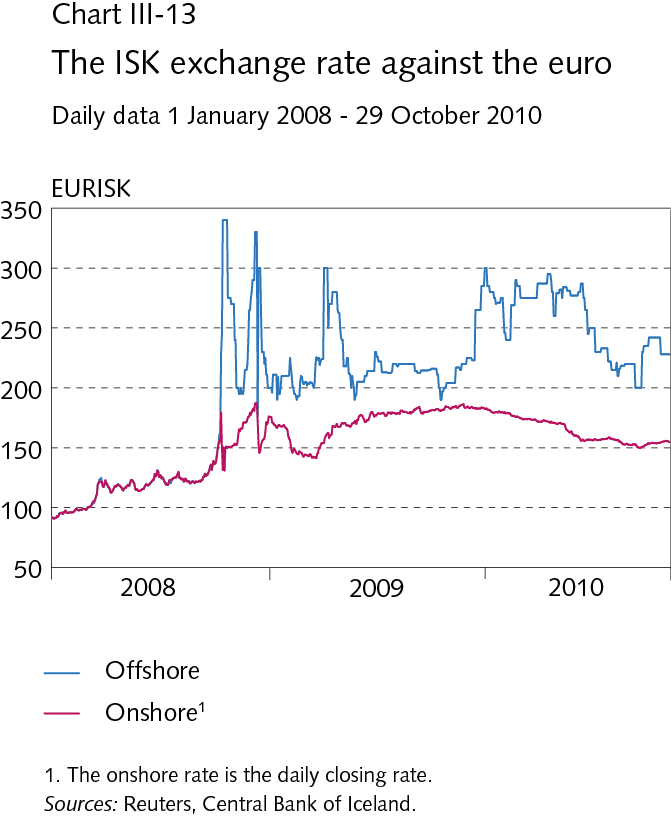 Chart III-13
The ISK exchange rate against the euro
Daily data 1 January 2008 - 29 October 2010
EURISK
350
300
250
200
150
100
50
2008 2009 2010
Offshore
Onshore¹
1. The onshore rate is the daily closing rate.
Sources: Reuters, Central Bank of Iceland.